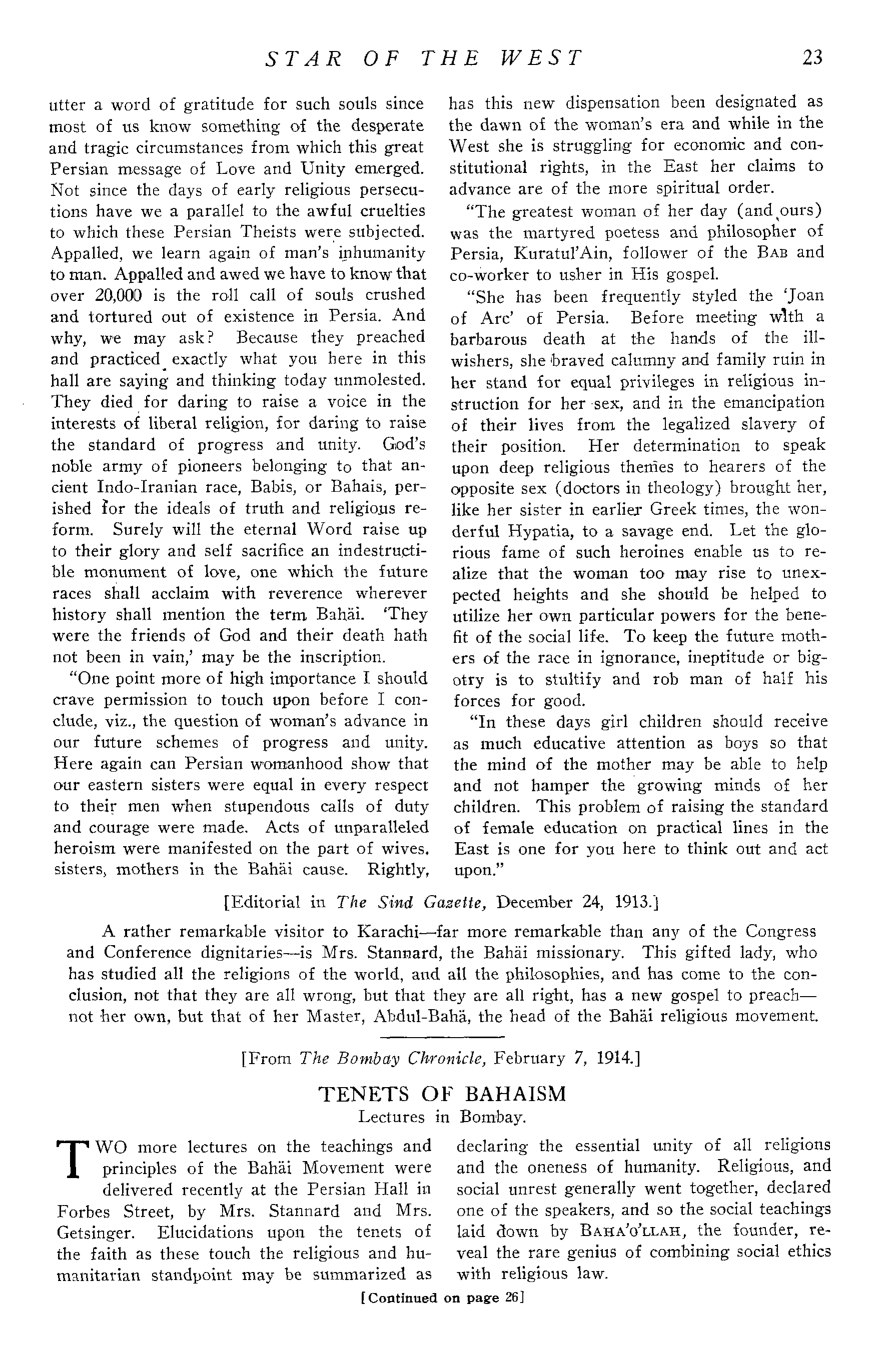 STAR OF THE WEST 23
utter a word of gratitude for such souls since
most of us know something of the desperate
and tragic circumstances from which this great
Persian message of Love and Unity emerged.
Not since the days of early religious persecu-
tions have we a parallel to the awful cruelties
to which these Persian Theists were subjected.
Appalled, we learn again of man's inhumanity
to man. Appalled and awed we have to know that
over 20,000 is the roll call of souls crushed
and tortured out of existence in Persia. And
why, we may ask? Because they preached
and practiced exactly what you here in this
hall are saying and thinking today unmolested.
They died for daring to raise a voice in the
interests of liberal religion, for daring to raise
the standard of progress and unity. God's
noble army of pioneers belonging to that an-
cient Indo-Iranian race, Babis, or Bahais, per-
ished for the ideals of truth and religious re-
form. Surely will the eternal Word raise up
to their glory and self sacrifice an indestructi-
ble monument of love, one which the future
races shall acclaim with reverence wherever
history shall mention the term Bahäi. 'They
were the friends of God and their death hath
not been in vain,' may be the inscription.
"One point more of high importance I should
crave permission to touch upon before I con-
clude, viz., the question of woman's advance in
our future schemes of progress and unity.
Here again can Persian womanhood show that
our eastern sisters were equal in every respect
to their men when stupendous calls of duty
and courage were made. Acts of unparalleled
heroism were manifested on the part of wives,
sisters, mothers in the Bahäi cause. Rightly,
has this new dispensation been designated as
the dawn of the woman's era and while in the
West she is struggling for economic and con-
stitutional rights, in the East her claims to
advance are of the more spiritual order.
"The greatest woman of her day (and ours)
was the martyred poetess and philosopher of
Persia, Kuratul'Ain, follower of the BAB and
co-worker to usher in His gospel.
"She has been frequently styled the 'Joan
of Arc' of Persia. Before meeting with a
barbarous death at the hands of the ill-
wishers, she braved calumny and family ruin in
her stand for equal privileges in religious in-
struction for her sex, and in the emancipation
of their lives from the legalized slavery of
their position. Her determination to speak
upon deep religious themes to hearers of the
opposite sex (doctors in theology) brought her,
like her sister in earlier Greek times, the won-
derful Hypatia, to a savage end. Let the glo-
rious fame of such heroines enable us to re-
alize that the woman too may rise to unex-
pected heights and she should be helped to
utilize her own particular powers for the bene-
fit of the social life. To keep the future moth-
ers of the race in ignorance, ineptitude or big-
otry is to stultify and rob man of half his
forces for good.
"In these days girl children should receive
as much educative attention as boys so that
the mind of the mother may be able to help
and not hamper the growing minds of her
children. This problem of raising the standard
of female education on practical lines in the
East is one for you here to think out and act
upon."
[Editorial in The Sind Gazette, December 24, 1913.]
A rather remarkable visitor to Karachi—far more remarkable than any of the Congress
and Conference dignitaries—is Mrs. Stannard, the Bahäi missionary. This gifted lady, who
has studied all the religions of the world, and all the philosophies, and has come to the con-
clusion, not that they are all wrong, but that they are all right, has a new gospel to preach—
not her own, but that of her Master, Abdul-Bahä, the head of the Bahäi religious movement.
[From The Bombay Chronicle, February 7, 1914.]
TENETS OF BAHAISM
Lectures in Bombay.
TWO more lectures on the teachings and
principles of the Bahäi Movement were
delivered recently at the Persian Hall in
Forbes Street, by Mrs. Stannard and Mrs.
Getsinger. Elucidations upon the tenets of
the faith as these touch the religious and hu-
manitarian standpoint may be summarized as
declaring the essential unity of all religions
and the oneness of humanity. Religious, and
social unrest generally went together, declared
one of the speakers, and so the social teachings
laid down by BAHA'O'LLAH, the founder, re-
veal the rare genius of combining social ethics
with religious law.
[Continued on page 26]